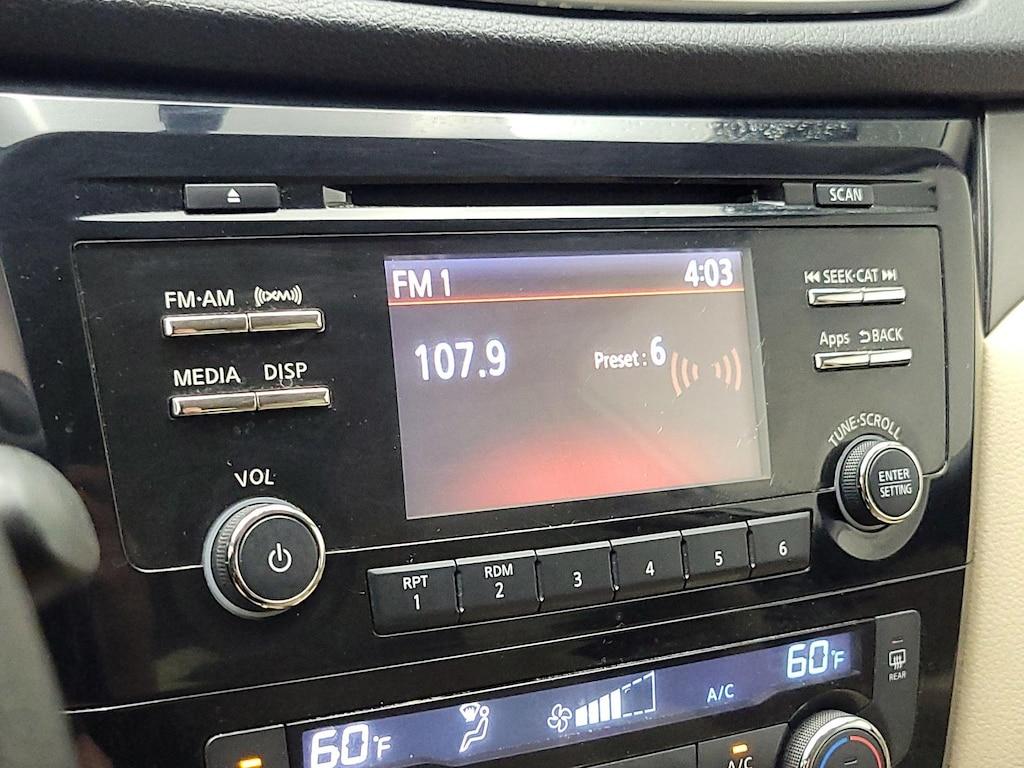 SCAN
FM 1 4:03
FM·AM ((XM))
SEEK·CAT
107.9 Preset : 6
Apps BACK
MEDIA DISP
TUNE·SCROLL
ENTER
SETTING
VOL
RPT
1
RDM
2
3
4
5
6
60°F
A/C
60°F
REAR
A/C